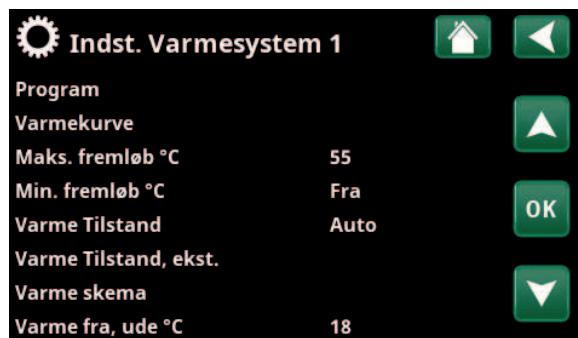 Indst. Varmesystem 1
Program
Varmekurve
Maks. fremløb °C 55
Min. fremløb °C Fra
Varme Tilstand Auto
OK
Varme Tilstand, ekst.
Varme skema
Varme fra, ude °C 18